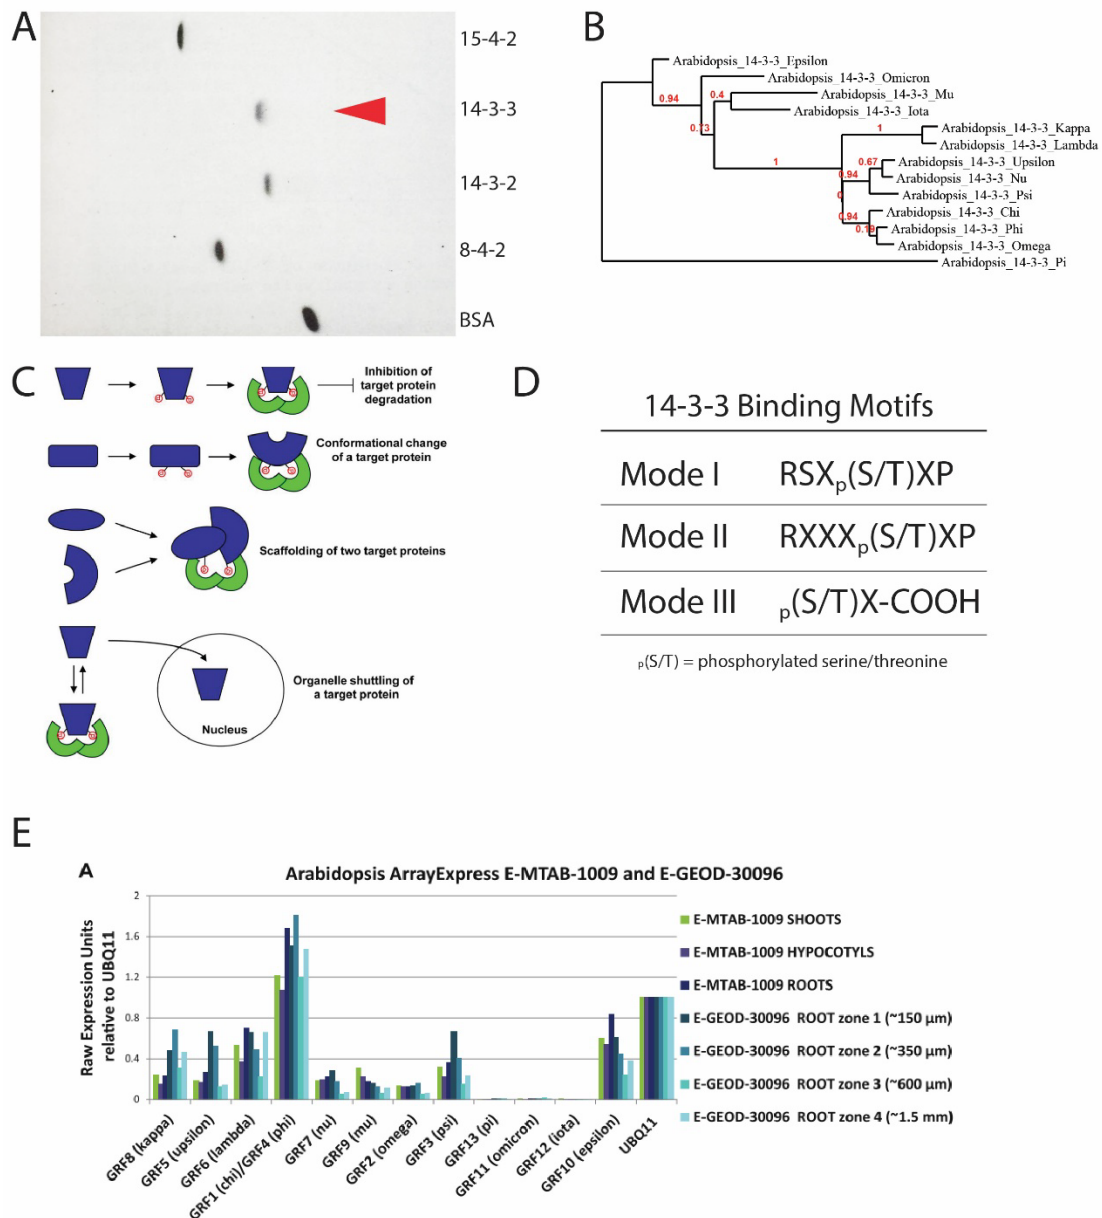 A
15-4-2
14-3-3
14-3-2
8-4-2
BSA
B
Arabidopsis_14-3-3_Epsilon
Arabidopsis_14-3-3_Omicron
Arabidopsis_14-3-3_Mu
Arabidopsis_14-3-3_Iota
Arabidopsis_14-3-3_Kappa
Arabidopsis_14-3-3_Lambda
Arabidopsis_14-3-3_Upsilon
Arabidopsis_14-3-3_Nu
Arabidopsis_14-3-3_Psi
Arabidopsis_14-3-3_Chi
Arabidopsis_14-3-3_Phi
Arabidopsis_14-3-3_Omega
Arabidopsis_14-3-3_Pi
0.94
0.4
0.73
1
1
0.67
0.94
0
0.94
0.19
C
Inhibition of
target protein
degradation
Conformational change
of a target protein
Scaffolding of two target proteins
Organelle shuttling of
a target protein
Nucleus
D
14-3-3 Binding Motifs
Mode I RSXp(S/T)XP
Mode II RXXXp(S/T)XP
Mode III p(S/T)X-COOH
p(S/T) = phosphorylated serine/threonine
E
A
Arabidopsis ArrayExpress E-MTAB-1009 and E-GEOD-30096
Raw Expression Units
relative to UBQ11
2
1.6
1.2
0.8
0.4
0
GRF8 (kappa)
GRF5 (upsilon)
GRF6 (lambda)
GRF1 (chi)/GRF4 (phi)
GRF7 (nu)
GRF9 (mu)
GRF2 (omega)
GRF3 (psi)
GRF13 (pi)
GRF11 (omicron)
GRF12 (iota)
GRF10 (epsilon)
UBQ11
E-MTAB-1009 SHOOTS
E-MTAB-1009 HYPOCOTYLS
E-MTAB-1009 ROOTS
E-GEOD-30096 ROOT zone 1 (~150 µm)
E-GEOD-30096 ROOT zone 2 (~350 µm)
E-GEOD-30096 ROOT zone 3 (~600 µm)
E-GEOD-30096 ROOT zone 4 (~1.5 mm)